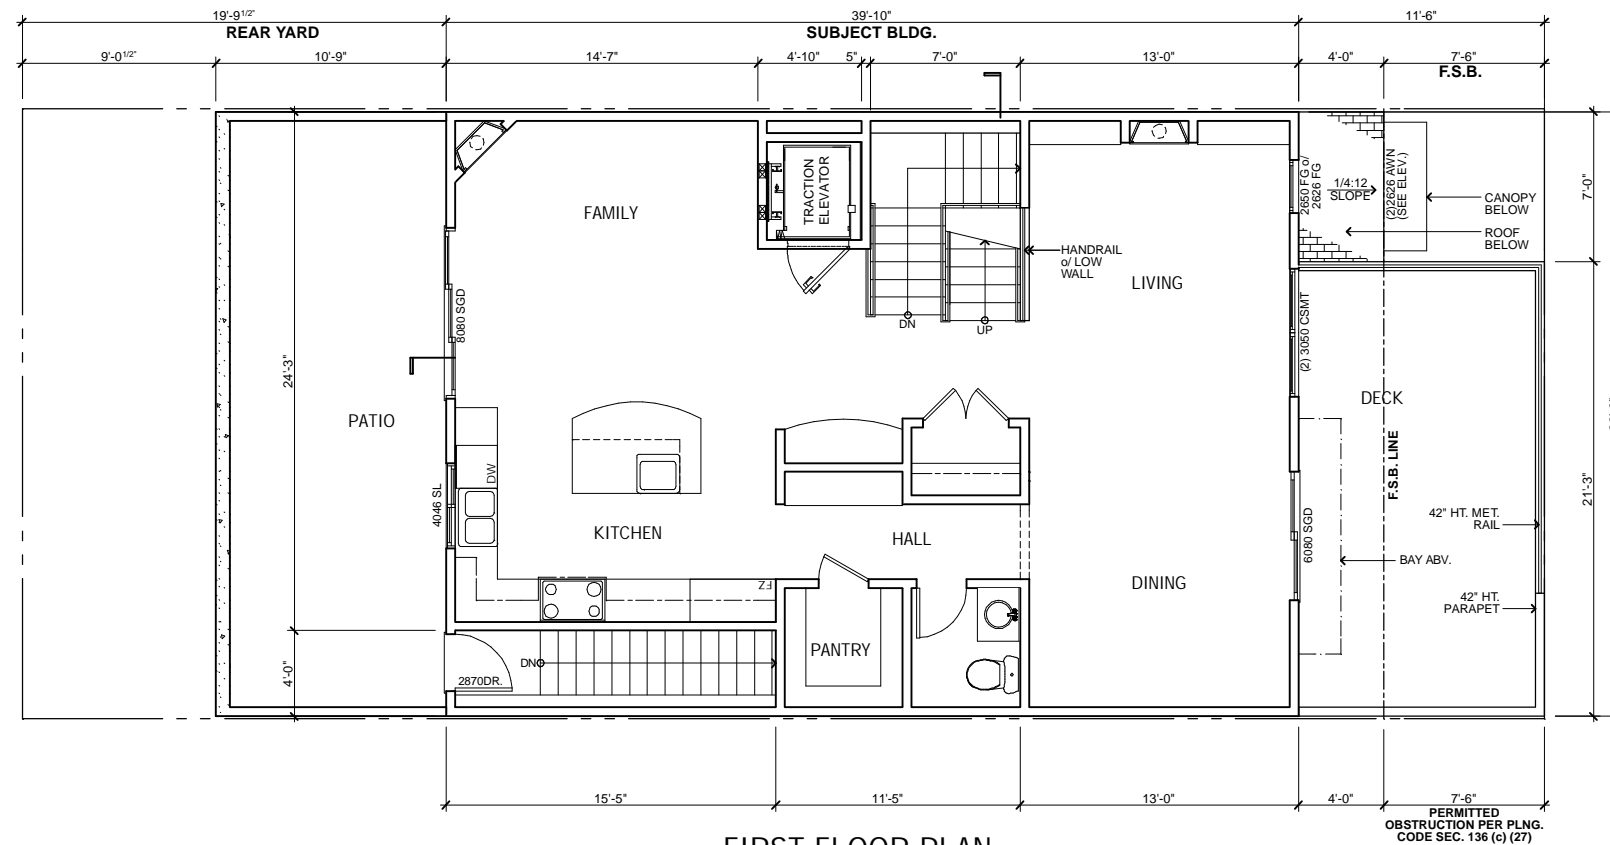 19'-9 1/2"
39'-10"
11'-6"
REAR YARD
SUBJECT BLDG.
9'-0 1/2"
10'-9"
14'-7"
4'-10"
5"
7'-0"
13'-0"
4'-0"
7'-6"
F.S.B.
TRACTION
ELEVATOR
FAMILY
2650 FG o/
2626 FG
1/4:12
SLOPE
(2)2626 AWN
(SEE ELEV.)
CANOPY
BELOW
ROOF
BELOW
7'-0"
HANDRAIL
o/ LOW
WALL
LIVING
8080 SGD
DN
UP
(2) 3050 CSMT
24'-3"
PATIO
DECK
DW
4046 SL
F.S.B. LINE
21'-3"
KITCHEN
HALL
6080 SGD
42" HT. MET.
RAIL
BAY ABV.
FZ
DINING
42" HT.
PARAPET
PANTRY
DN
2870DR.
4'-0"
15'-5"
11'-5"
13'-0"
4'-0"
7'-6"
PERMITTED
OBSTRUCTION PER PLNG.
CODE SEC. 136 (c) (27)
FIRST FLOOR PLAN